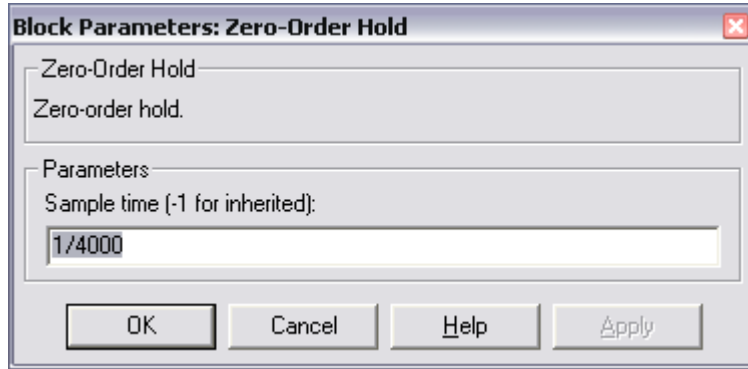 Block Parameters: Zero-Order Hold
Zero-Order Hold
Zero-order hold.
Parameters
Sample time (-1 for inherited):
1/4000
OK Cancel Help Apply